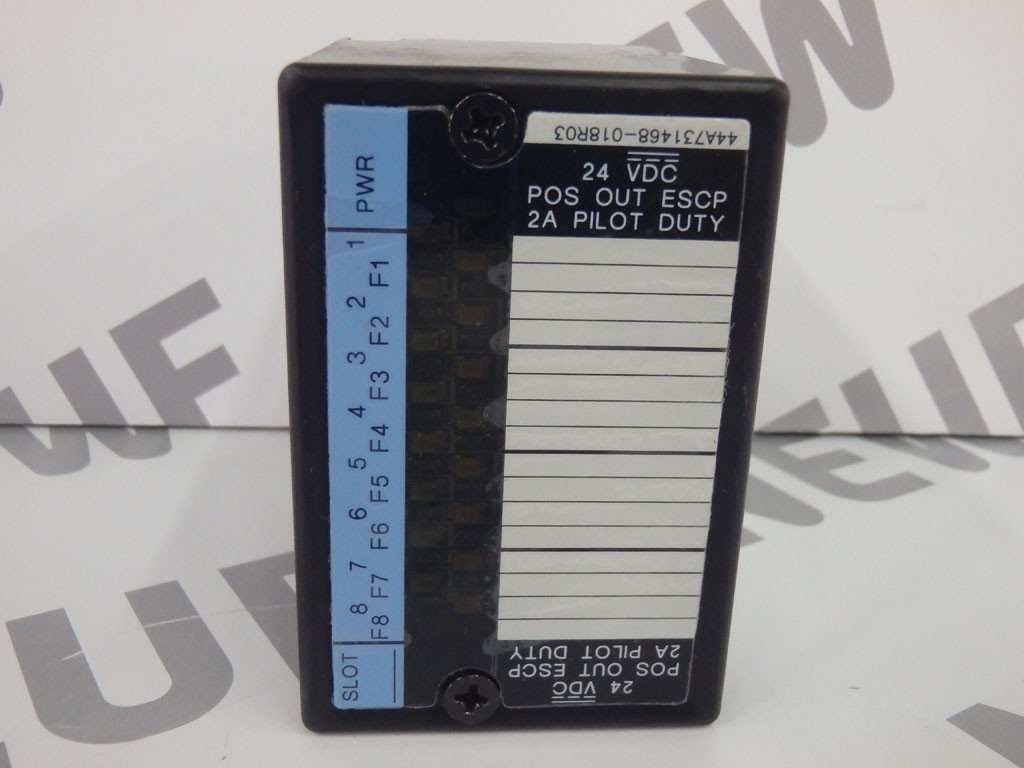 44A731468-018R03
24 VDC
POS OUT ESCP
2A PILOT DUTY
PWR
1
F1
2
F2
3
F3
4
F4
5
F5
6
F6
7
F7
8
F8
SLOT
24 VDC
POS OUT ESCP
2A PILOT DUTY